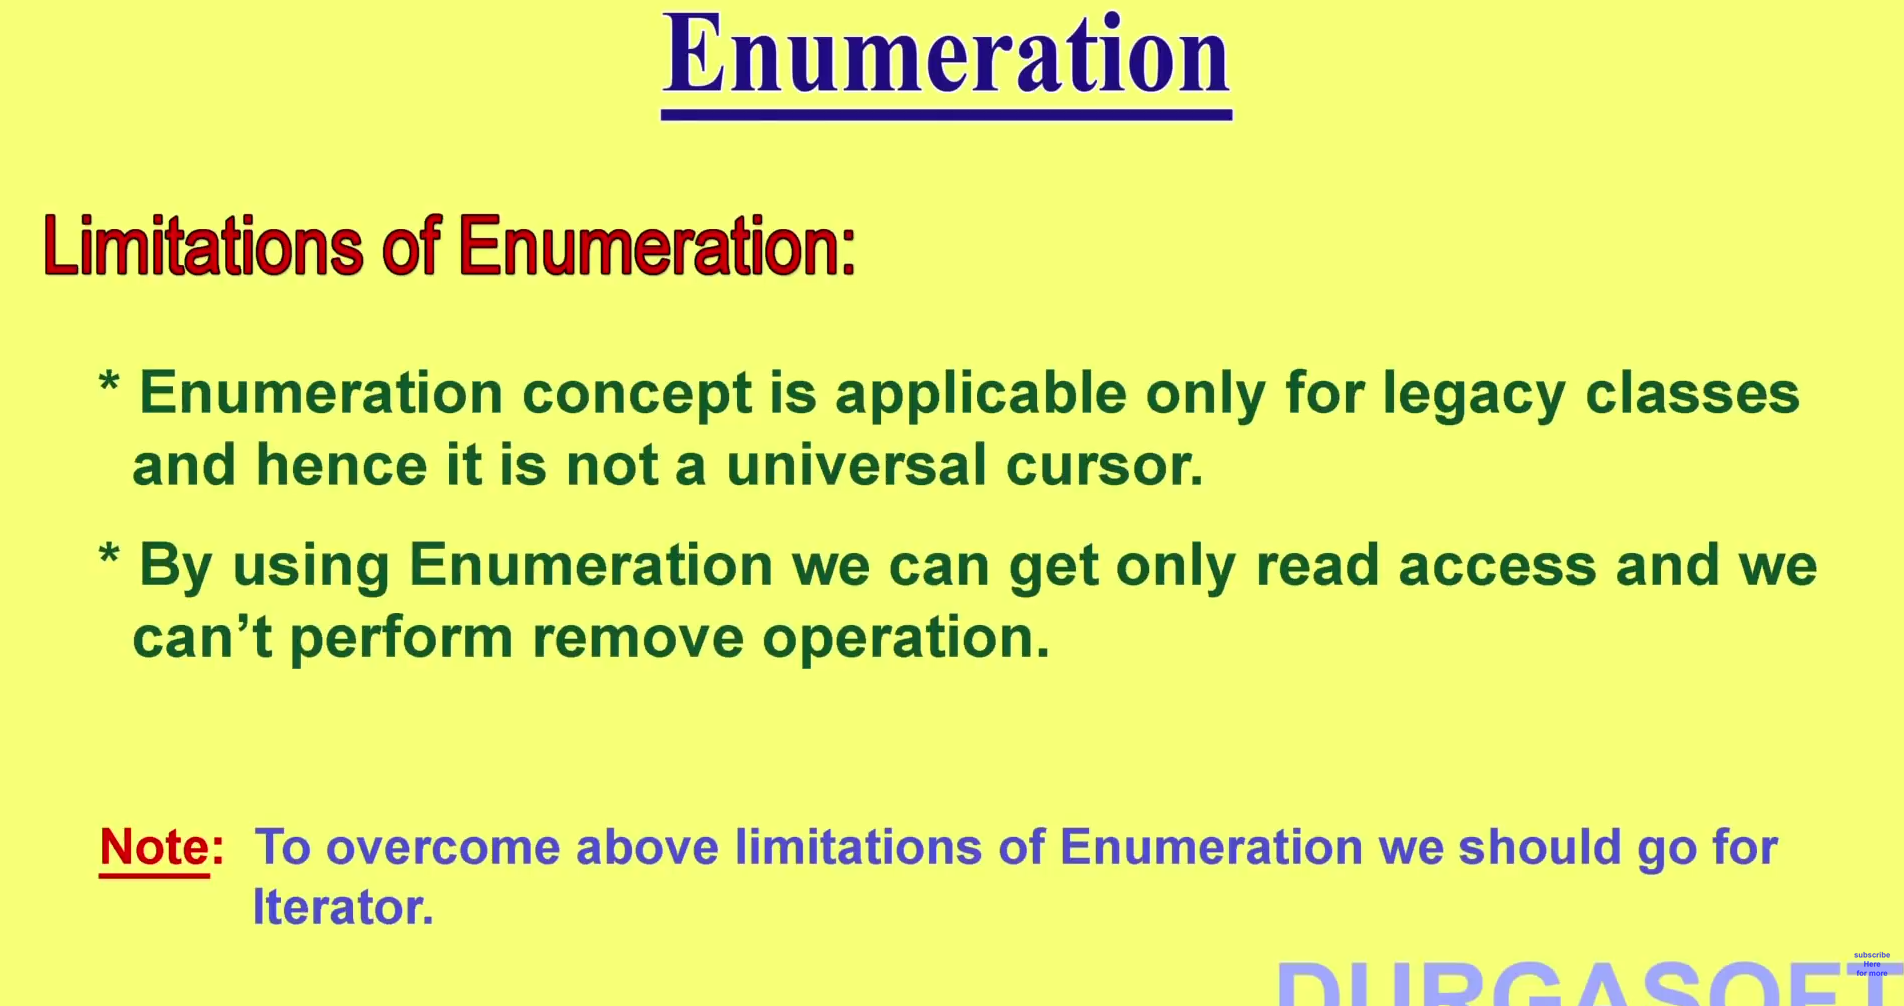 Enumeration
Limitations of Enumeration:
* Enumeration concept is applicable only for legacy classes
and hence it is not a universal cursor.
* By using Enumeration we can get only read access and we
can’t perform remove operation.
Note: To overcome above limitations of Enumeration we should go for
Iterator.
DURGASOFT
subscribe
Here
for more